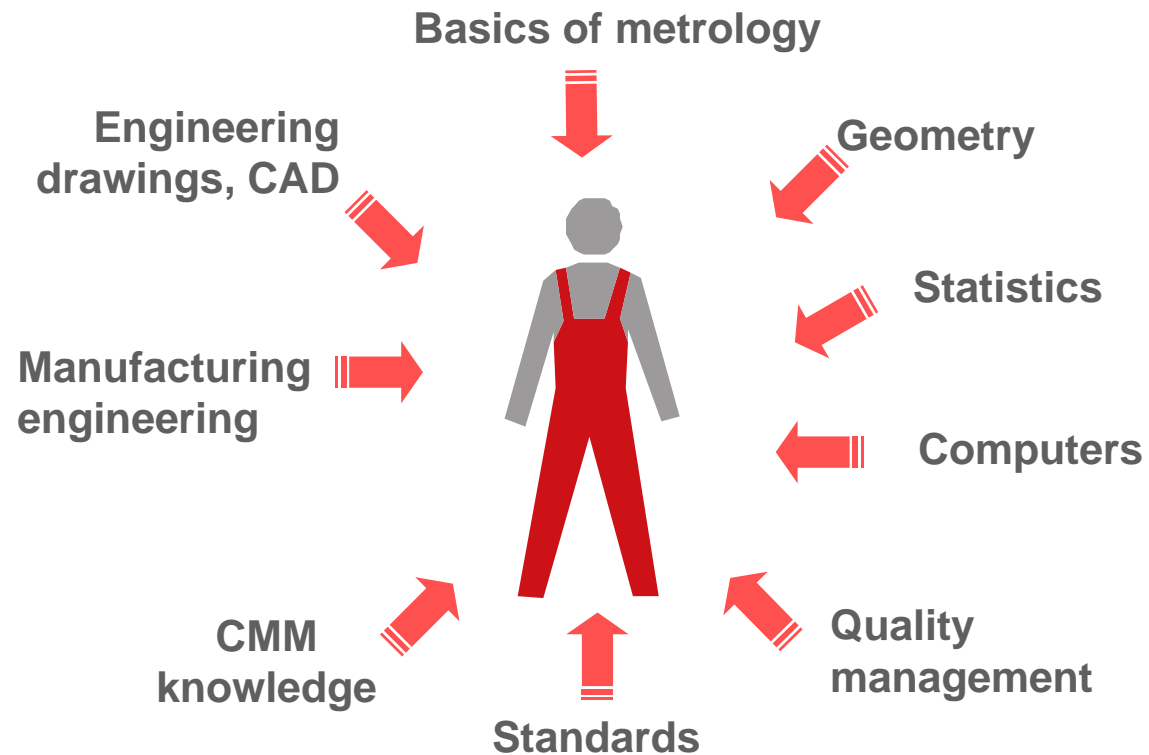 Basics of metrology
Engineering
drawings, CAD
Geometry
Statistics
Manufacturing
engineering
Computers
CMM
knowledge
Quality
management
Standards